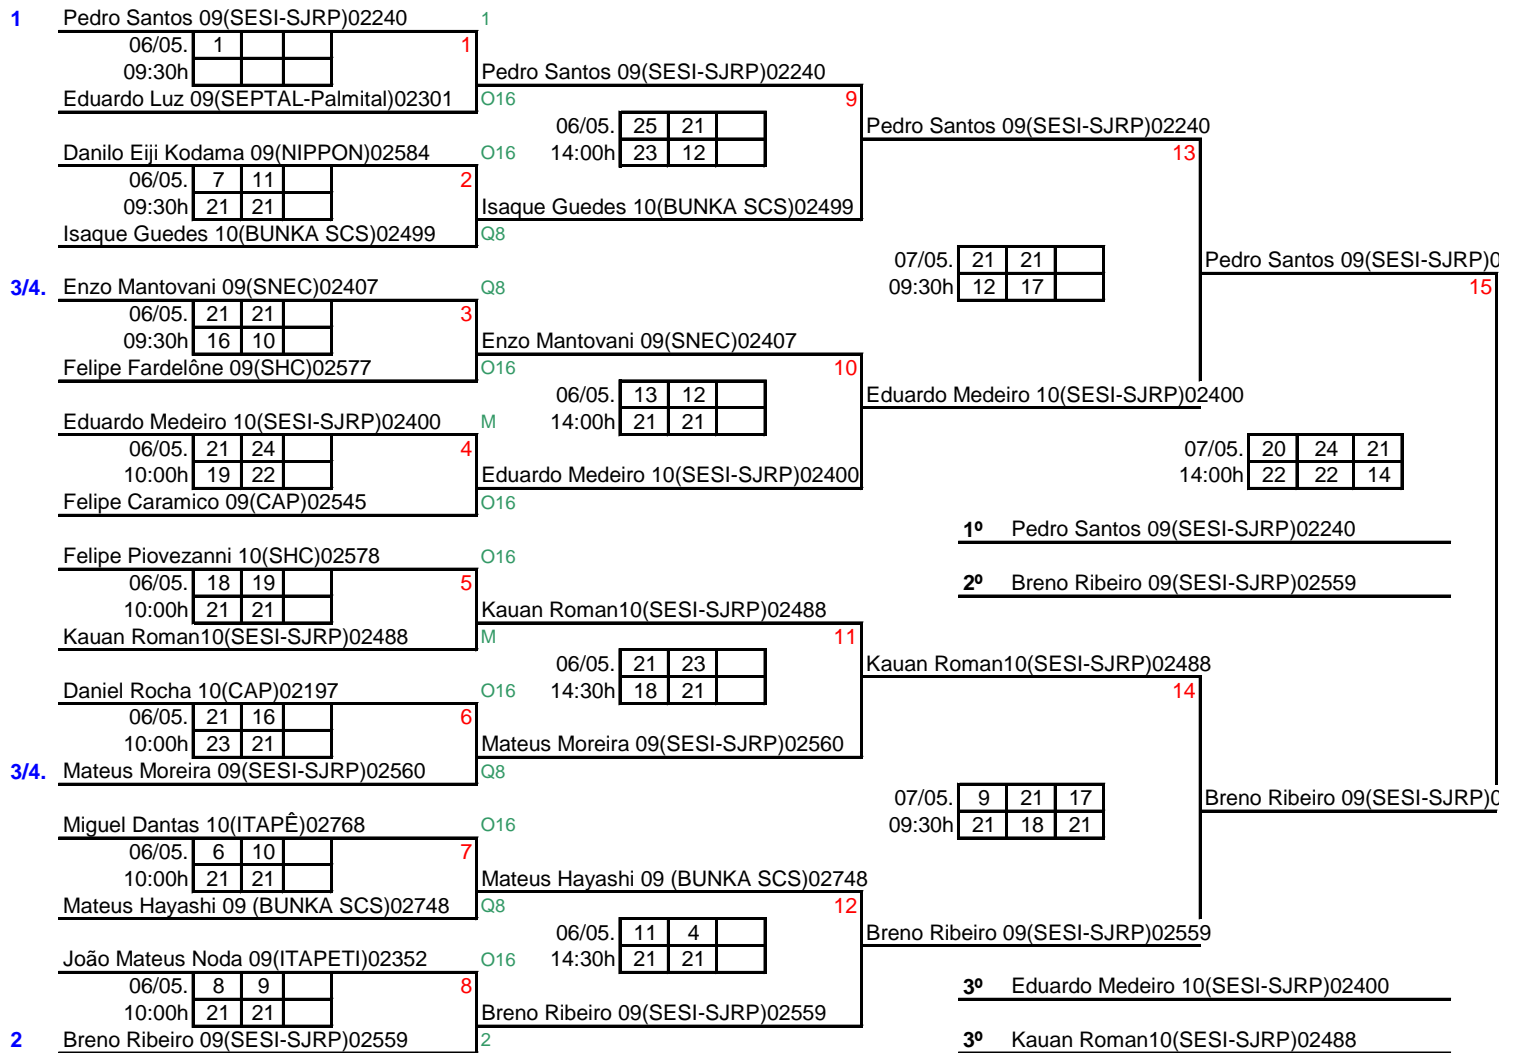 1 Pedro Santos 09(SESI-SJRP)02240 1
06/05. 1 1
09:30h Pedro Santos 09(SESI-SJRP)02240
Eduardo Luz 09(SEPTAL-Palmital)02301 O16 9
06/05. 25 21 Pedro Santos 09(SESI-SJRP)02240
Danilo Eiji Kodama 09(NIPPON)02584 O16 14:00h 23 12 13
06/05. 7 11 2
09:30h 21 21 Isaque Guedes 10(BUNKA SCS)02499
Isaque Guedes 10(BUNKA SCS)02499 Q8
07/05. 21 21 Pedro Santos 09(SESI-SJRP)0
3/4. Enzo Mantovani 09(SNEC)02407 Q8 09:30h 12 17 15
06/05. 21 21 3
09:30h 16 10 Enzo Mantovani 09(SNEC)02407
Felipe Fardelône 09(SHC)02577 O16 10
06/05. 13 12 Eduardo Medeiro 10(SESI-SJRP)02400
Eduardo Medeiro 10(SESI-SJRP)02400 M 14:00h 21 21
06/05. 21 24 4 07/05. 20 24 21
10:00h 19 22 Eduardo Medeiro 10(SESI-SJRP)02400 14:00h 22 22 14
Felipe Caramico 09(CAP)02545 O16
1º Pedro Santos 09(SESI-SJRP)02240
Felipe Piovezanni 10(SHC)02578 O16
06/05. 18 19 5 2º Breno Ribeiro 09(SESI-SJRP)02559
10:00h 21 21 Kauan Roman10(SESI-SJRP)02488
Kauan Roman10(SESI-SJRP)02488 M 11
06/05. 21 23 Kauan Roman10(SESI-SJRP)02488
Daniel Rocha 10(CAP)02197 O16 14:30h 18 21 14
06/05. 21 16 6
10:00h 23 21 Mateus Moreira 09(SESI-SJRP)02560
3/4. Mateus Moreira 09(SESI-SJRP)02560 Q8
07/05. 9 21 17 Breno Ribeiro 09(SESI-SJRP)0
Miguel Dantas 10(ITAPÊ)02768 O16 09:30h 21 18 21
06/05. 6 10 7
10:00h 21 21 Mateus Hayashi 09 (BUNKA SCS)02748
Mateus Hayashi 09 (BUNKA SCS)02748 Q8 12
06/05. 11 4 Breno Ribeiro 09(SESI-SJRP)02559
João Mateus Noda 09(ITAPETI)02352 O16 14:30h 21 21
06/05. 8 9 8 3º Eduardo Medeiro 10(SESI-SJRP)02400
10:00h 21 21 Breno Ribeiro 09(SESI-SJRP)02559
2 Breno Ribeiro 09(SESI-SJRP)02559 2 3º Kauan Roman10(SESI-SJRP)02488